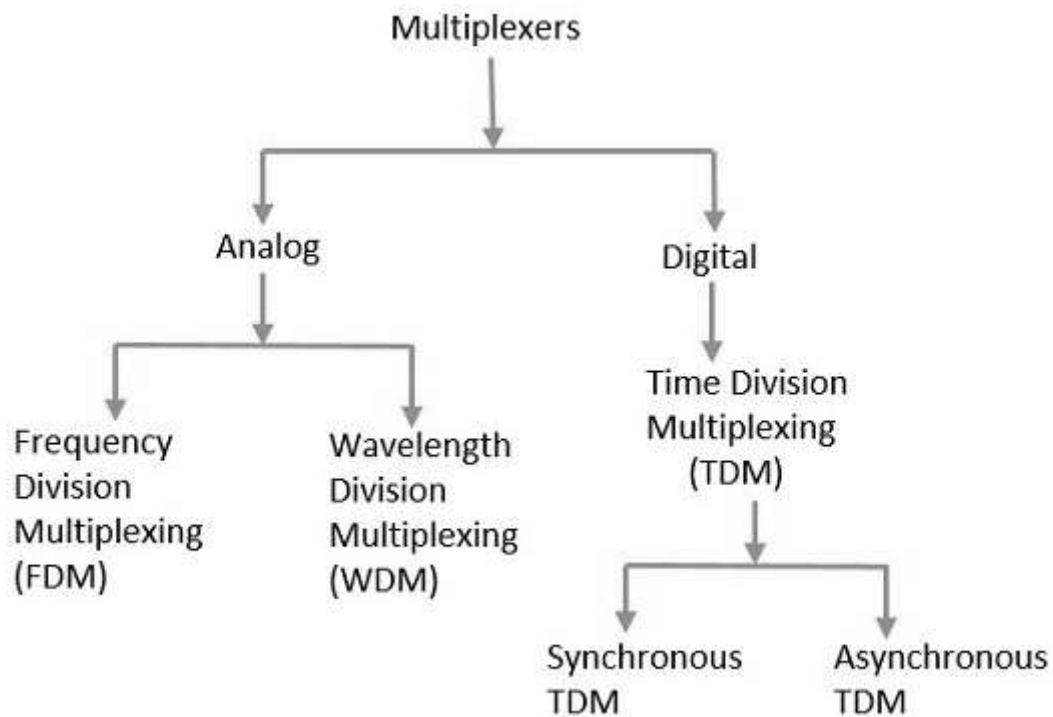 Multiplexers
Analog
Digital
Frequency
Division
Multiplexing
(FDM)
Wavelength
Division
Multiplexing
(WDM)
Time Division
Multiplexing
(TDM)
Synchronous
TDM
Asynchronous
TDM